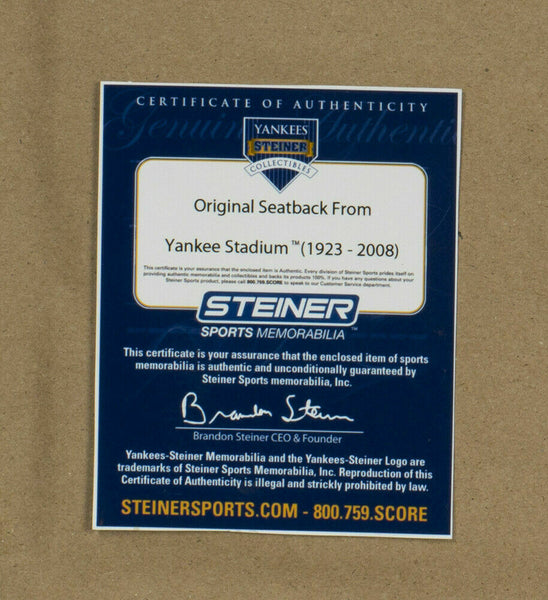 CERTIFICATE OF AUTHENTICITY
Genuine Authentic
YANKEES
STEINER
COLLECTIBLES
Original Seatback From
Yankee Stadium™(1923 - 2008)
This certificate is your assurance that the enclosed item is Authentic. Every division of Steiner Sports prides itself on
providing authentic memorabilia and collectibles and backs its products 100%. If you have any questions about your
Steiner Sports product, please call 800.759.SCORE to speak to our Customer Service department.
STEINER
SPORTS MEMORABILIA™
This certificate is your assurance that the enclosed item of sports
memorabilia is authentic and unconditionally guaranteed by
Steiner Sports memorabilia, Inc.
Brandon Steiner
Brandon Steiner CEO & Founder
Yankees-Steiner Memorabilia and the Yankees-Steiner Logo are
trademarks of Steiner Sports Memorabilia, Inc. Reproduction of this
Certificate of Authenticity is illegal and strictly prohibited by law.
STEINERSPORTS.COM - 800.759.SCORE